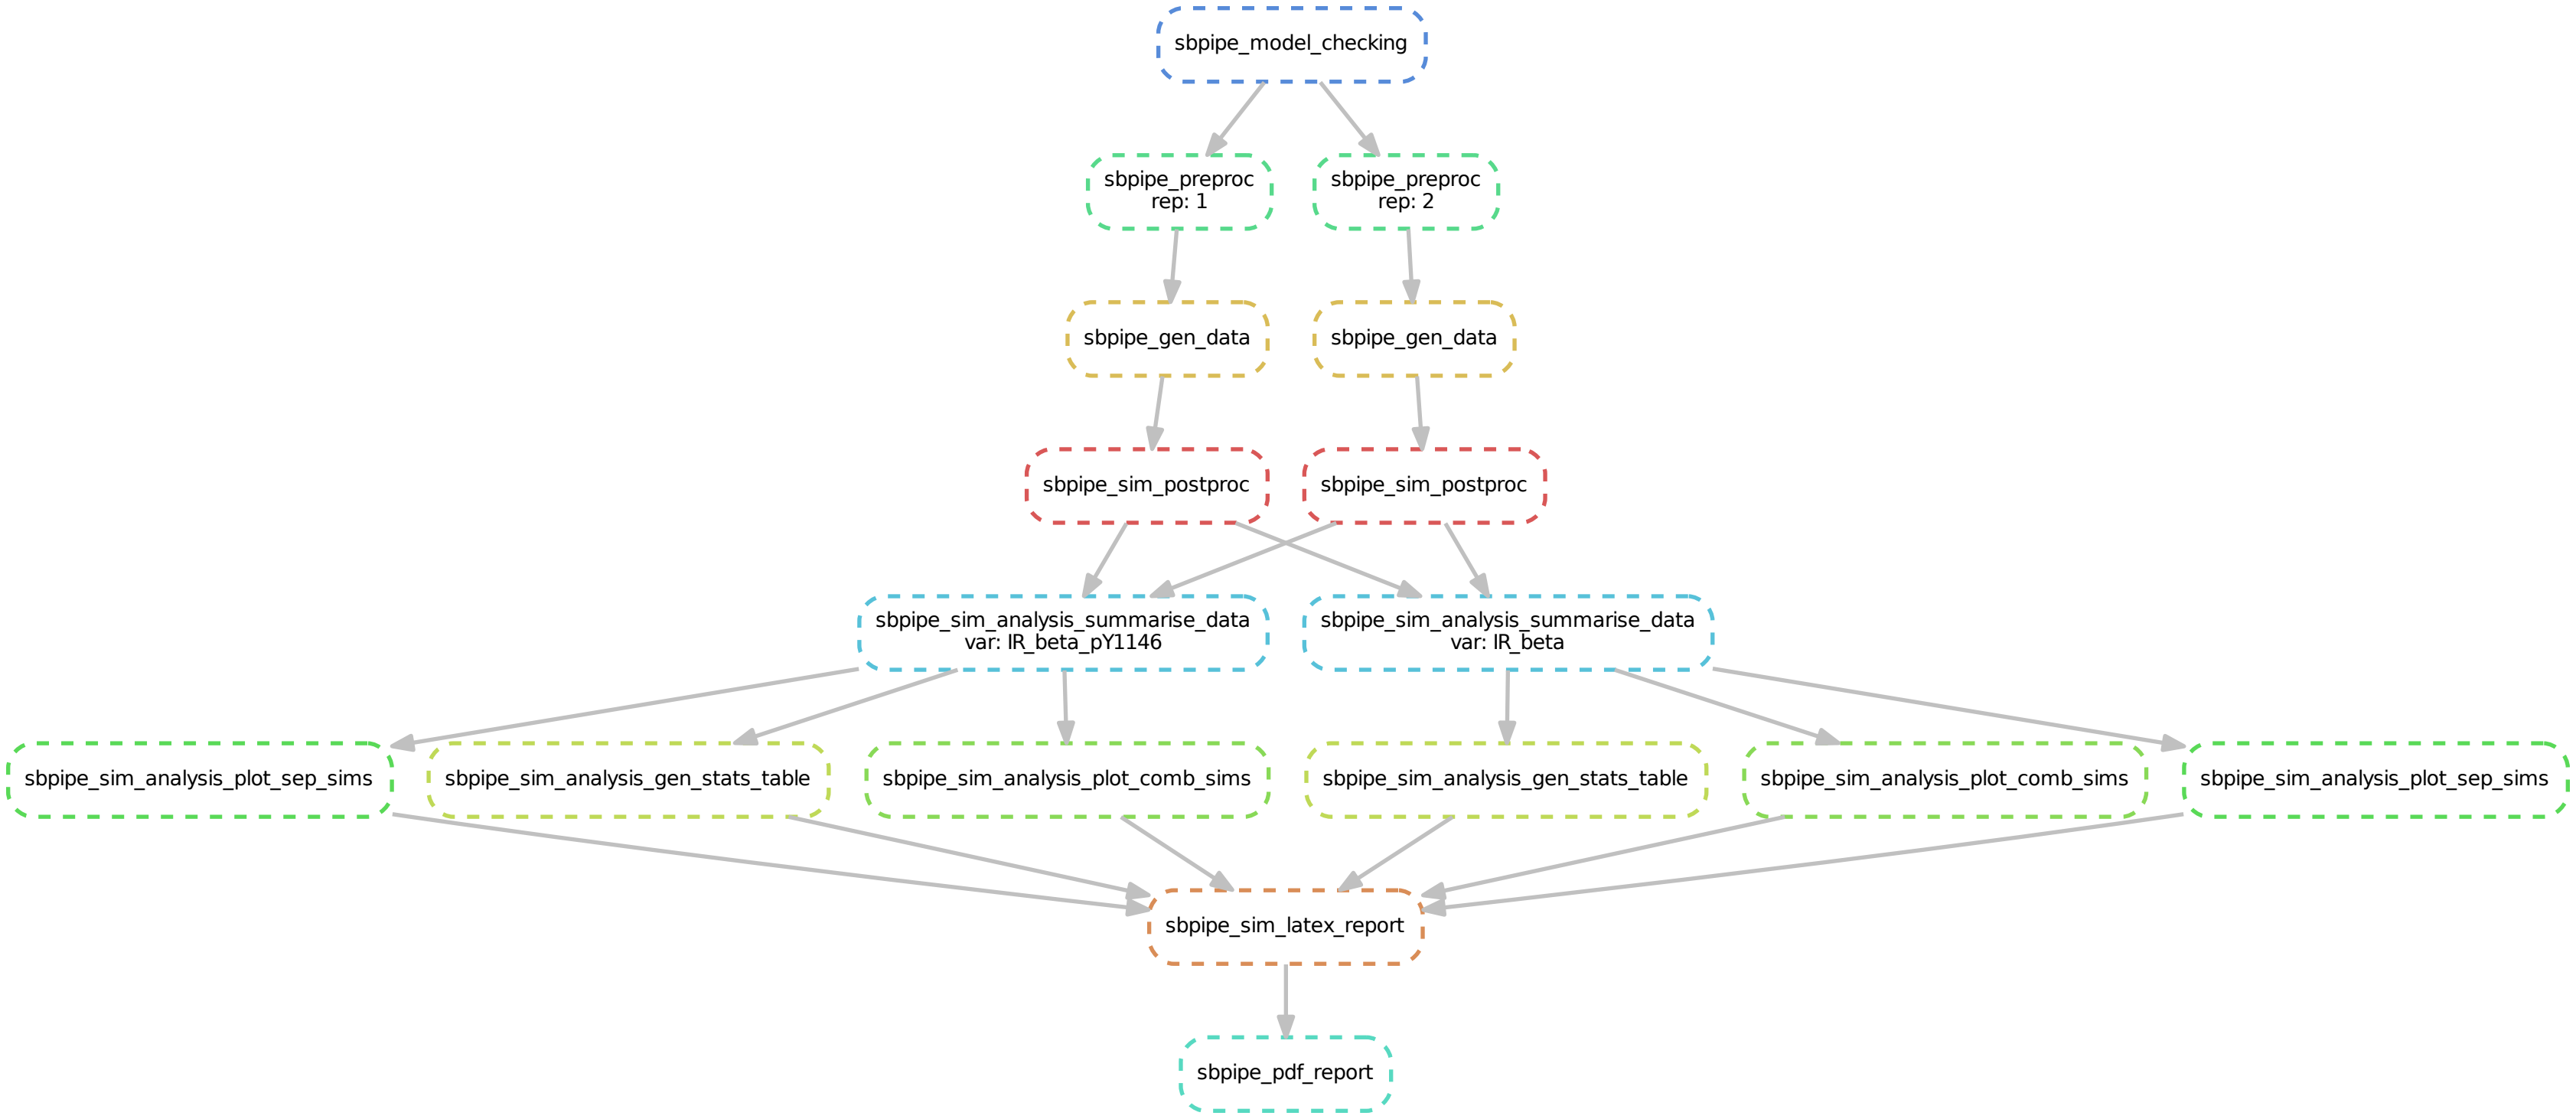 sbpipe_model_checking
sbpipe_preproc
rep: 1
sbpipe_preproc
rep: 2
sbpipe_gen_data
sbpipe_gen_data
sbpipe_sim_postproc
sbpipe_sim_postproc
sbpipe_sim_analysis_summarise_data
var: IR_beta_pY1146
sbpipe_sim_analysis_summarise_data
var: IR_beta
sbpipe_sim_analysis_plot_sep_sims
sbpipe_sim_analysis_gen_stats_table
sbpipe_sim_analysis_plot_comb_sims
sbpipe_sim_analysis_gen_stats_table
sbpipe_sim_analysis_plot_comb_sims
sbpipe_sim_analysis_plot_sep_sims
sbpipe_sim_latex_report
sbpipe_pdf_report